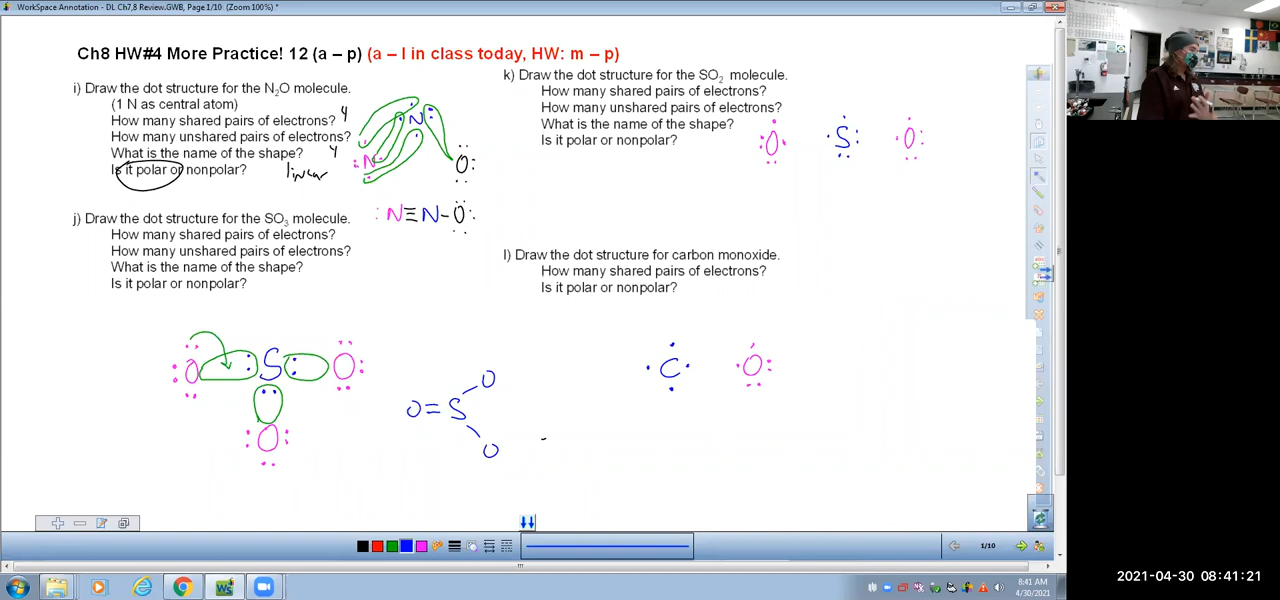 WorkSpace Annotation - DL Ch7,8 Review.GWB, Page1/10 (Zoom:100%) *
Ch8 HW#4 More Practice! 12 (a – p) (a – l in class today, HW: m – p)
i) Draw the dot structure for the N₂O molecule.
(1 N as central atom)
How many shared pairs of electrons? 4
How many unshared pairs of electrons? 4
What is the name of the shape? linear
Is it polar or nonpolar?
N
N
O
N≡N-O
j) Draw the dot structure for the SO₃ molecule.
How many shared pairs of electrons?
How many unshared pairs of electrons?
What is the name of the shape?
Is it polar or nonpolar?
O S O
O
O
O=S
O
k) Draw the dot structure for the SO₂ molecule.
How many shared pairs of electrons?
How many unshared pairs of electrons?
What is the name of the shape?
Is it polar or nonpolar?
O S O
l) Draw the dot structure for carbon monoxide.
How many shared pairs of electrons?
Is it polar or nonpolar?
C O
1/10
8:41 AM
4/30/2021
2021-04-30 08:41:21